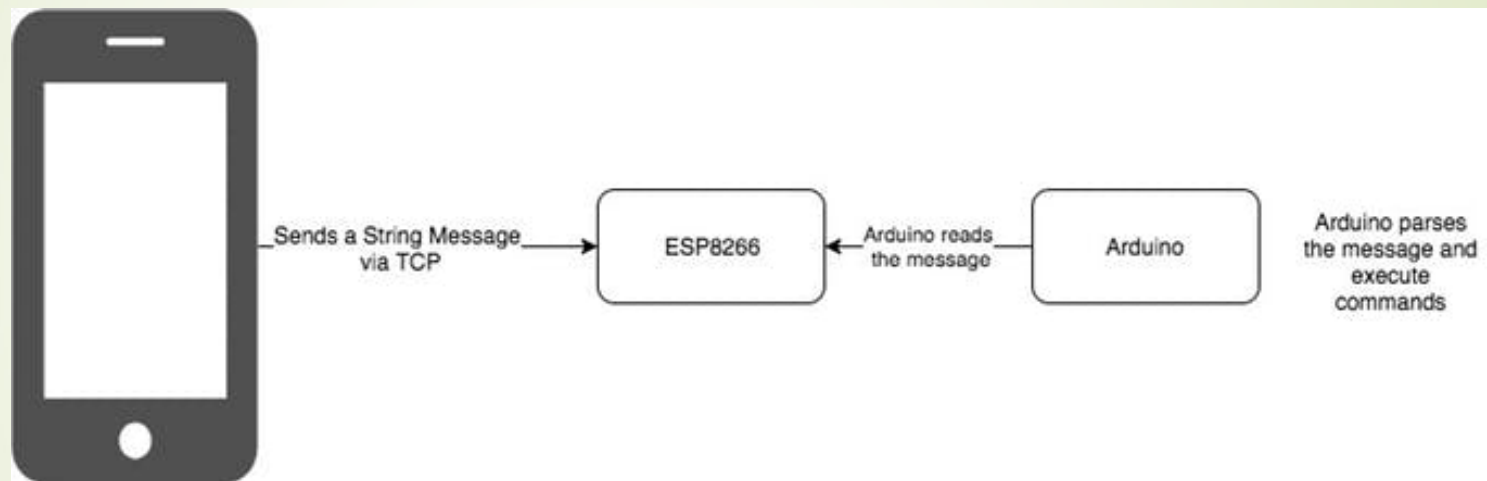 Sends a String Message
via TCP
ESP8266
Arduino reads
the message
Arduino
Arduino parses
the message and
execute
commands